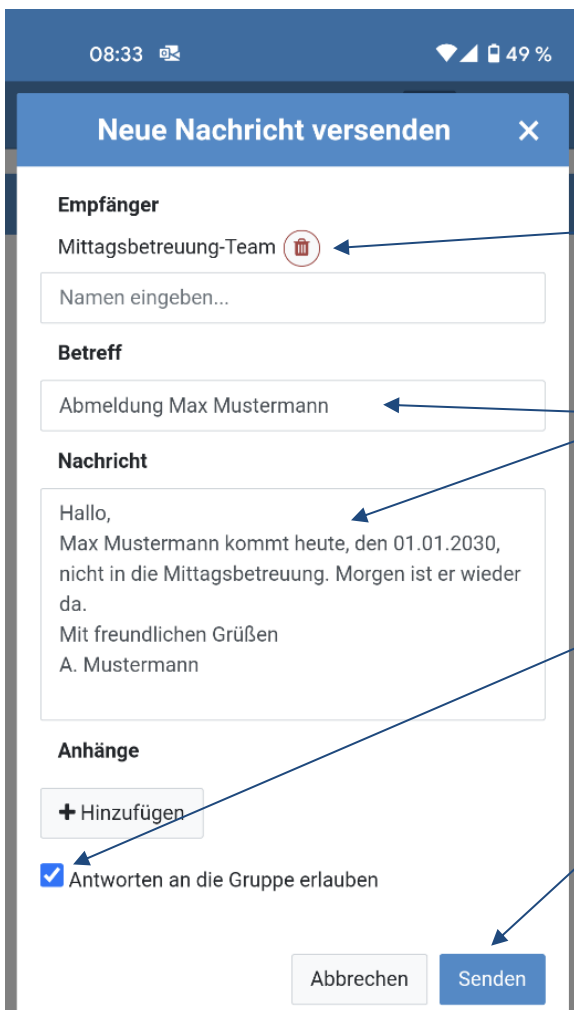 08:33 49 %
Neue Nachricht versenden ×
Empfänger
Mittagsbetreuung-Team
Namen eingeben...
Betreff
Abmeldung Max Mustermann
Nachricht
Hallo,
Max Mustermann kommt heute, den 01.01.2030,
nicht in die Mittagsbetreuung. Morgen ist er wieder
da.
Mit freundlichen Grüßen
A. Mustermann
Anhänge
+ Hinzufügen
Antworten an die Gruppe erlauben
Abbrechen Senden